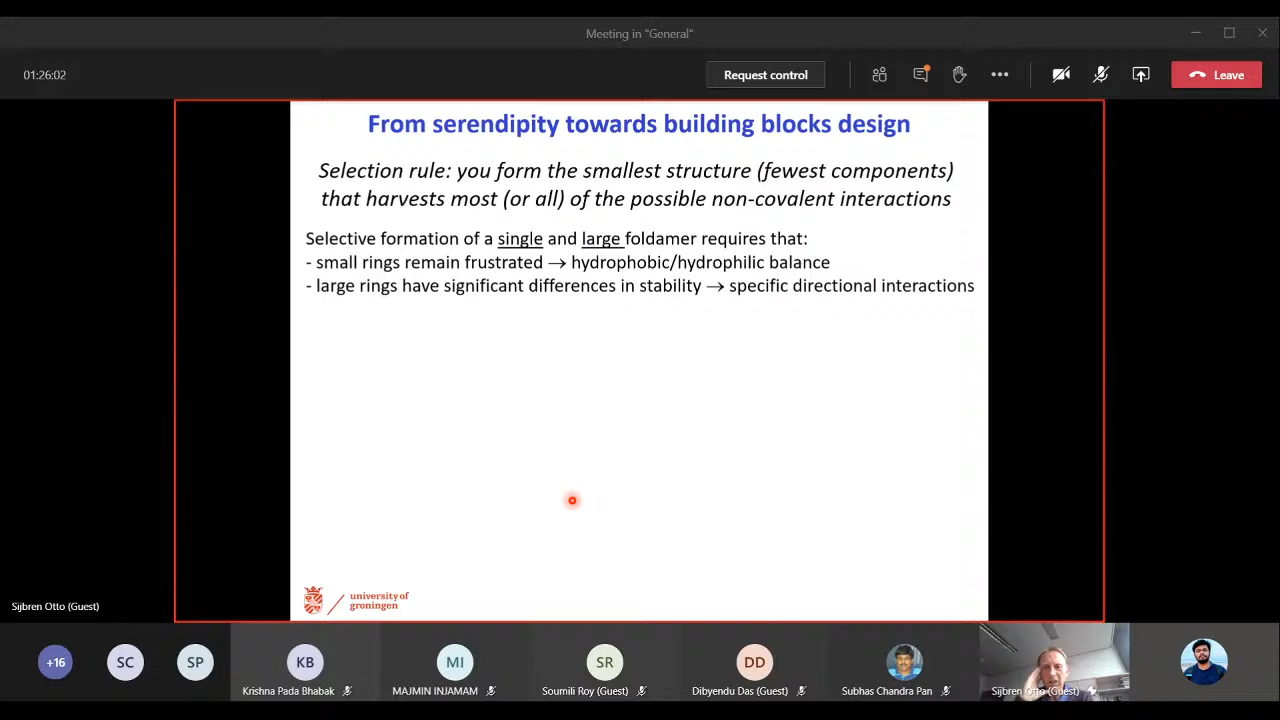 Meeting in "General"
01:26:02
Request control
Leave
From serendipity towards building blocks design
Selection rule: you form the smallest structure (fewest components)
that harvests most (or all) of the possible non-covalent interactions
Selective formation of a single and large foldamer requires that:
- small rings remain frustrated → hydrophobic/hydrophilic balance
- large rings have significant differences in stability → specific directional interactions
university of
groningen
Sijbren Otto (Guest)
+16
SC
SP
KB
MI
SR
DD
Krishna Pada Bhabak
MAJMIN INJAMAM
Soumili Roy (Guest)
Dibyendu Das (Guest)
Subhas Chandra Pan
Sijbren Otto (Guest)